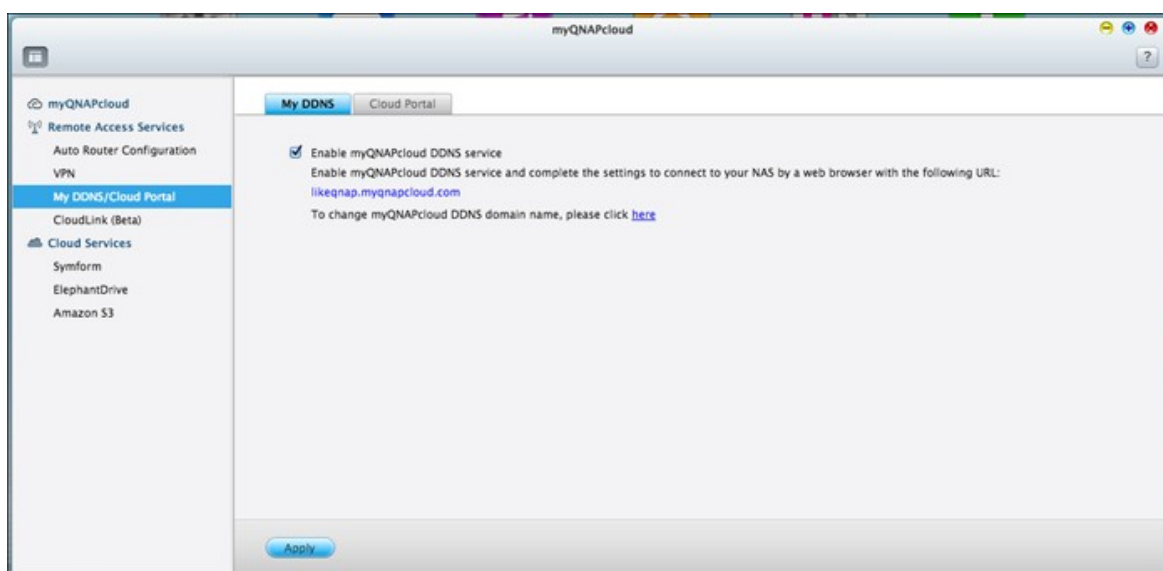 myQNAPcloud
?
myQNAPcloud
Remote Access Services
Auto Router Configuration
VPN
My DDNS/Cloud Portal
CloudLink (Beta)
Cloud Services
Symform
ElephantDrive
Amazon S3
My DDNS
Cloud Portal
Enable myQNAPcloud DDNS service
Enable myQNAPcloud DDNS service and complete the settings to connect to your NAS by a web browser with the following URL:
likeqnap.myqnapcloud.com
To change myQNAPcloud DDNS domain name, please click here
Apply